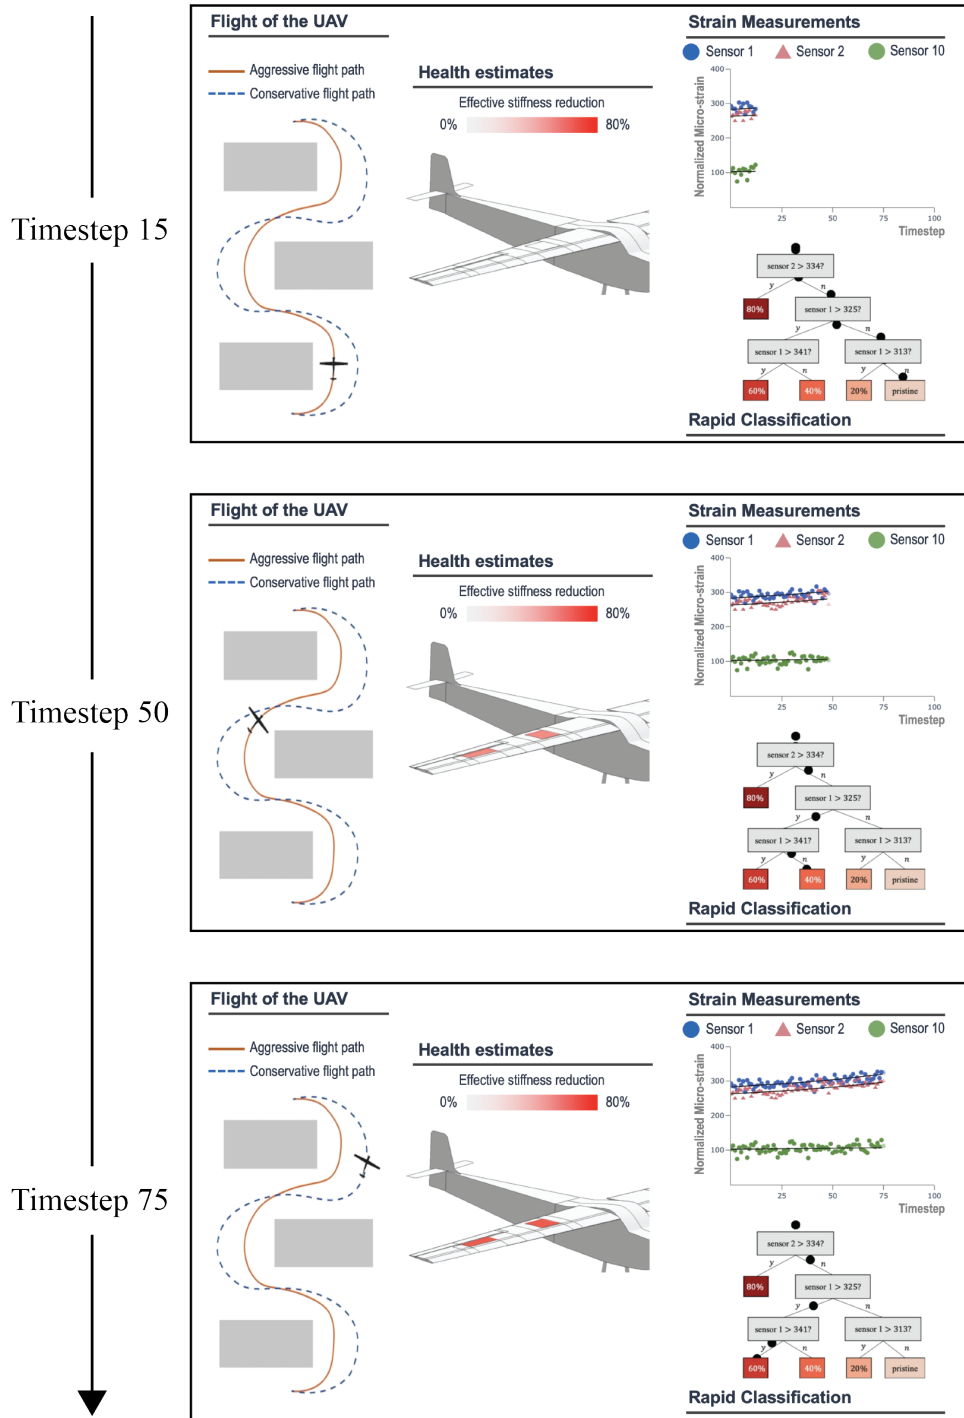 Timestep 15
Flight of the UAV
Aggressive flight path
Conservative flight path
Health estimates
Effective stiffness reduction
0% 80%
Strain Measurements
Sensor 1 Sensor 2 Sensor 10
Normalized Micro-strain
400
300
200
100
25 50 75 100
Timestep
sensor 2 > 334?
y n
80% sensor 1 > 325?
y n
sensor 1 > 341? sensor 1 > 313?
y n y n
60% 40% 20% pristine
Rapid Classification
Timestep 50
Flight of the UAV
Aggressive flight path
Conservative flight path
Health estimates
Effective stiffness reduction
0% 80%
Strain Measurements
Sensor 1 Sensor 2 Sensor 10
Normalized Micro-strain
400
300
200
100
25 50 75 100
Timestep
sensor 2 > 334?
y n
80% sensor 1 > 325?
y n
sensor 1 > 341? sensor 1 > 313?
y n y n
60% 40% 20% pristine
Rapid Classification
Timestep 75
Flight of the UAV
Aggressive flight path
Conservative flight path
Health estimates
Effective stiffness reduction
0% 80%
Strain Measurements
Sensor 1 Sensor 2 Sensor 10
Normalized Micro-strain
400
300
200
100
25 50 75 100
Timestep
sensor 2 > 334?
y n
80% sensor 1 > 325?
y n
sensor 1 > 341? sensor 1 > 313?
y n y n
60% 40% 20% pristine
Rapid Classification